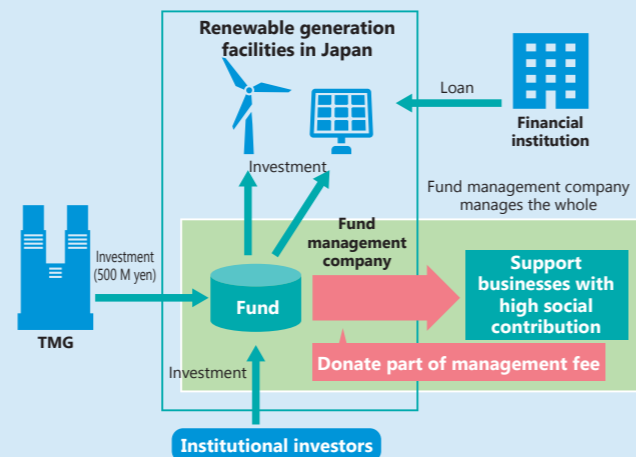 Renewable generation
facilities in Japan
Loan
Financial
institution
Investment
Fund management company
manages the whole
Fund
management
company
Investment
(500 M yen)
Fund
Support
businesses with
high social
contribution
TMG
Investment
Donate part of management fee
Institutional investors